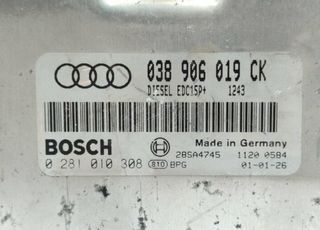 038 906 019 CK
DIESEL EDC15P+ 1243
BOSCH
Made in Germany
28SA4745 1120 0584
0 281 010 308 810 BPG 01-01-26